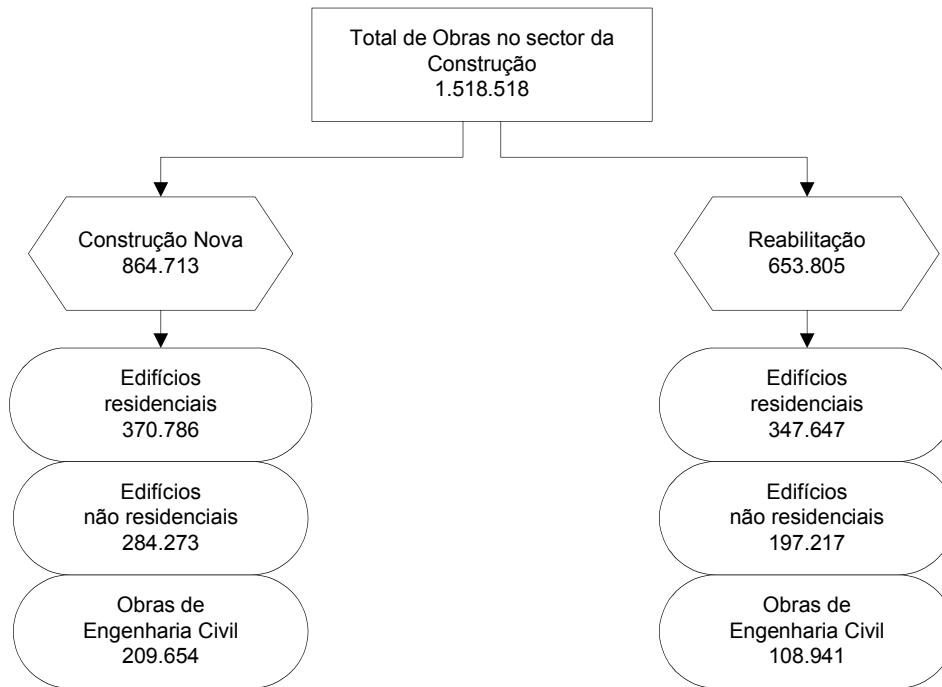 Total de Obras no sector da
Construção
1.518.518
Construção Nova
864.713
Reabilitação
653.805
Edifícios
residenciais
370.786
Edifícios
não residenciais
284.273
Obras de
Engenharia Civil
209.654
Edifícios
residenciais
347.647
Edifícios
não residenciais
197.217
Obras de
Engenharia Civil
108.941